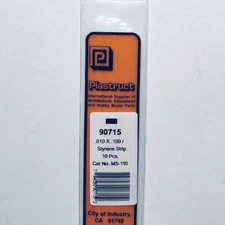 Plastruct
International Supplier of
Architectural Educational
and Hobby Model Parts
90715
.010 X .100 /
Styrene Strip
10 Pcs.
Cat No. MS-110
City of Industry,
CA 91748